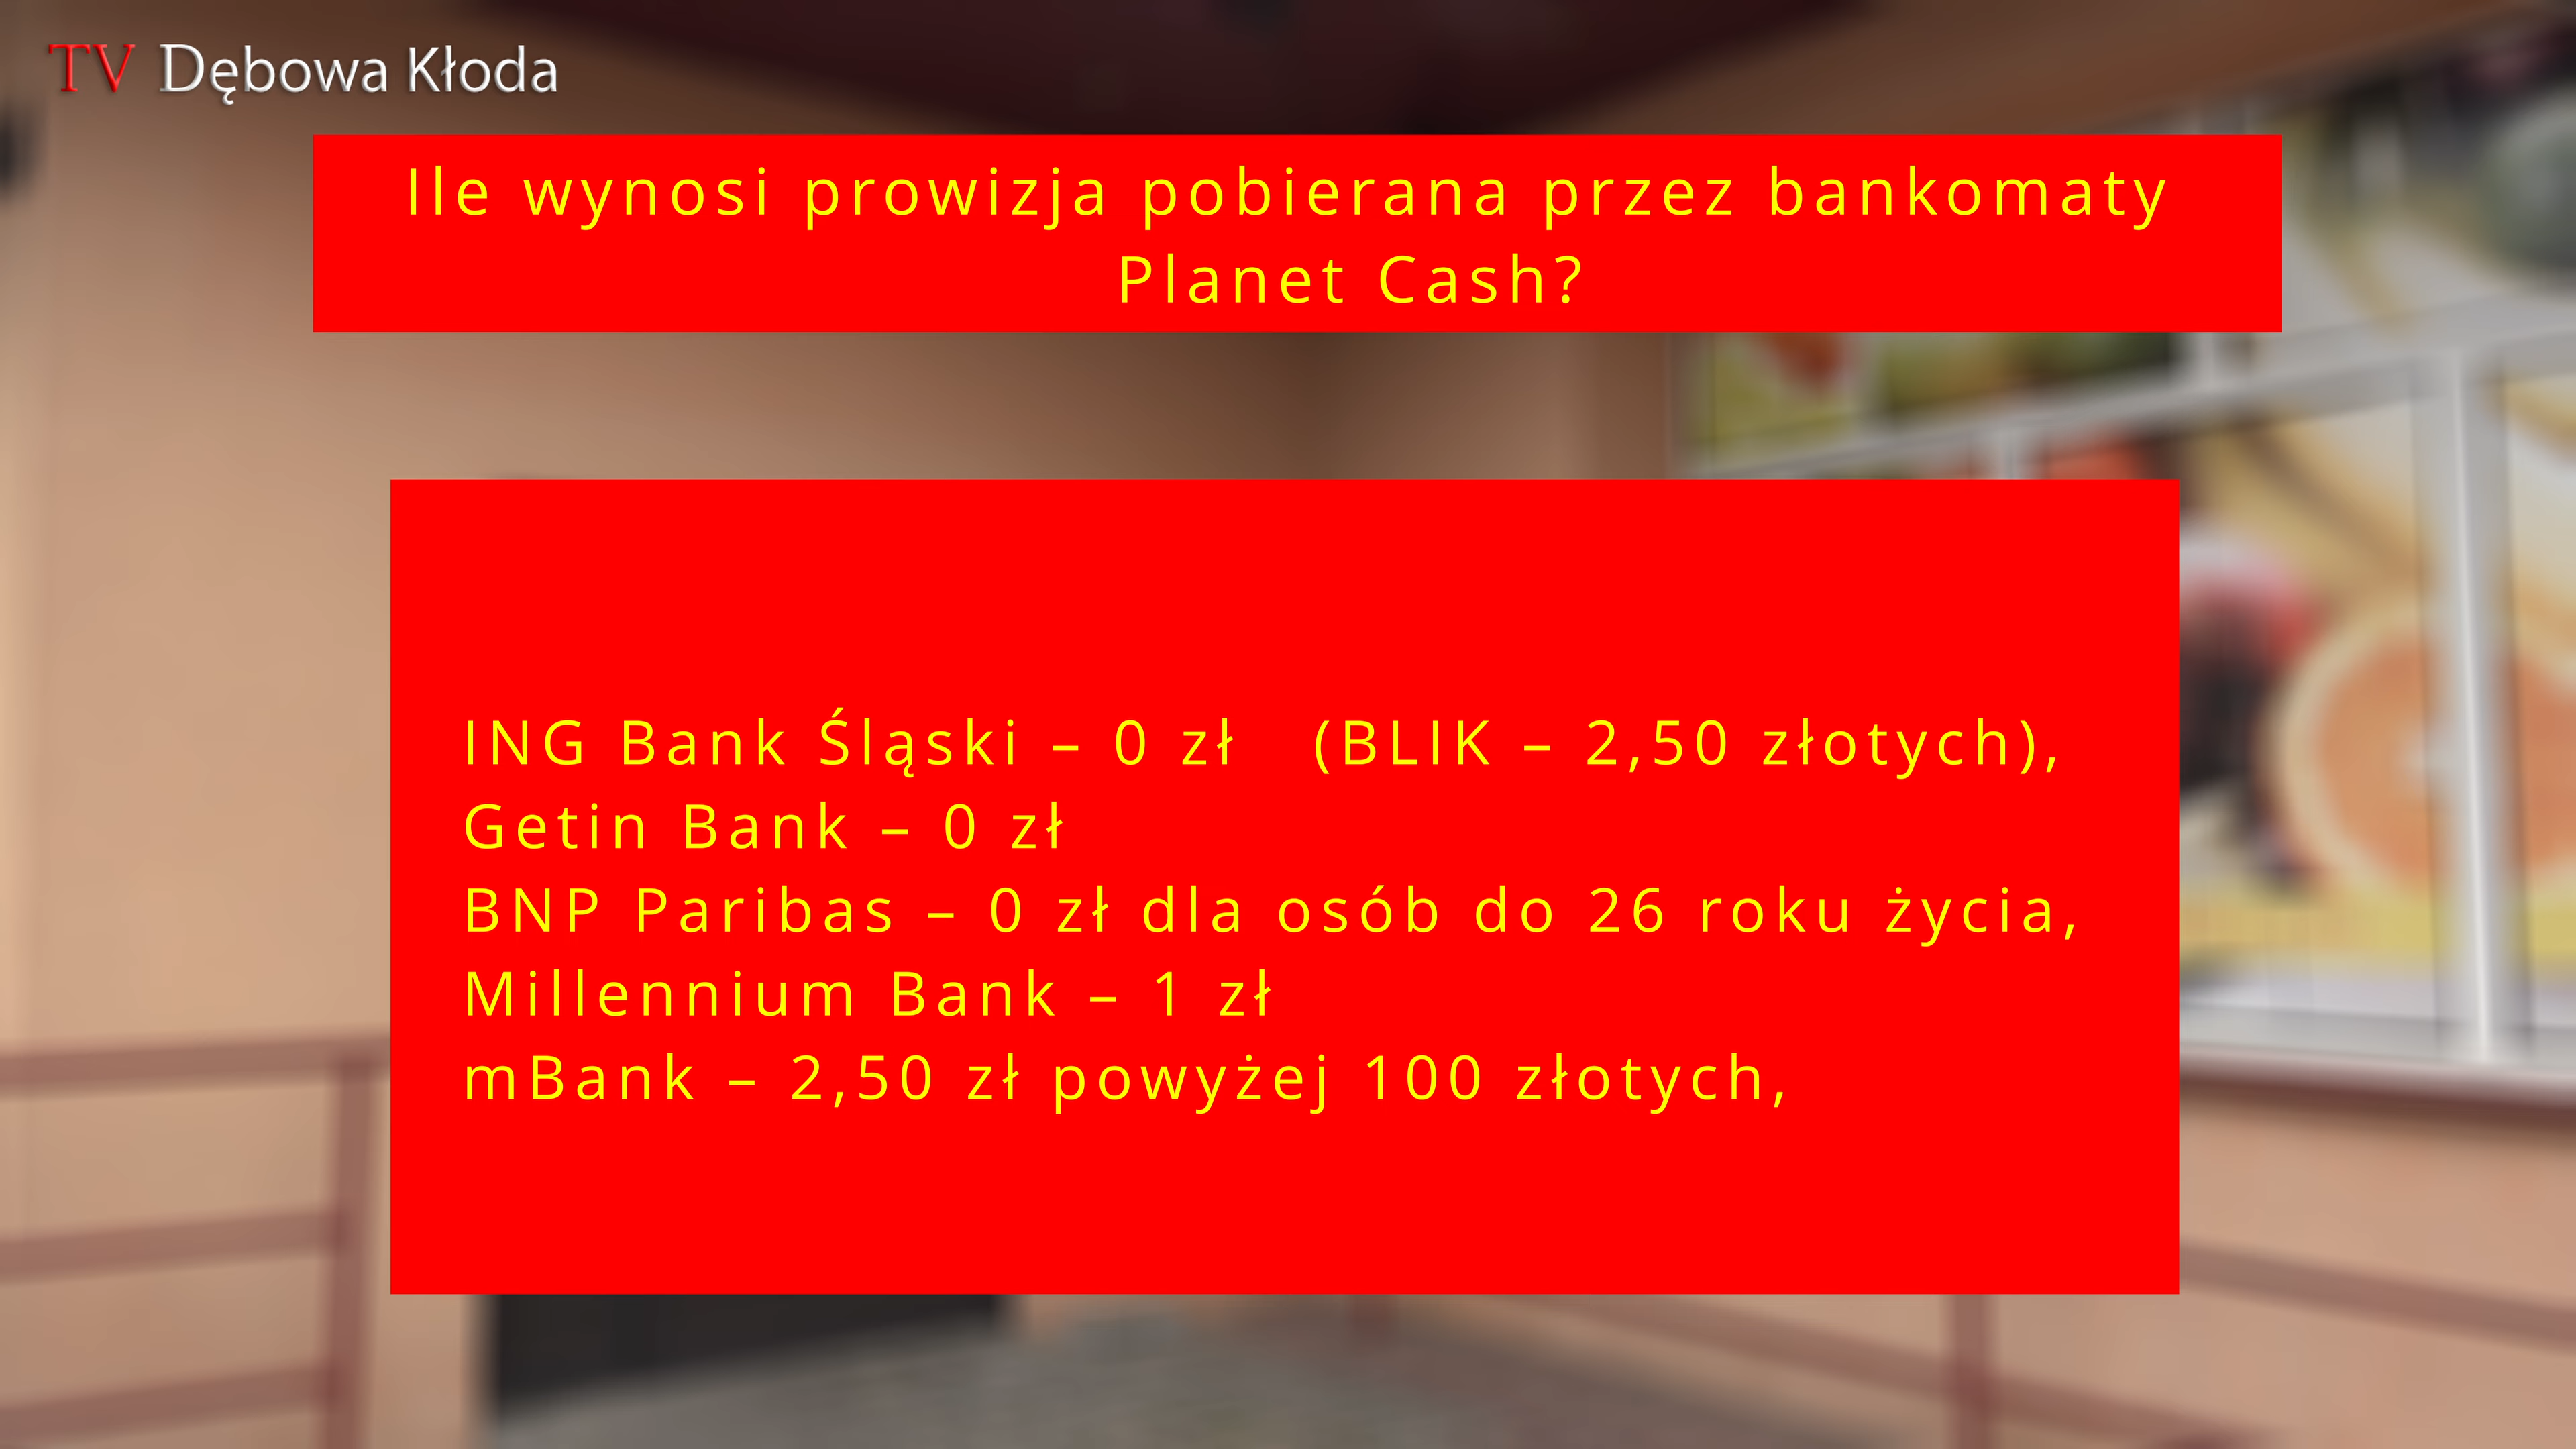 TV Dębowa Kłoda
Ile wynosi prowizja pobierana przez bankomaty
Planet Cash?
ING Bank Śląski – 0 zł (BLIK – 2,50 złotych),
Getin Bank – 0 zł
BNP Paribas – 0 zł dla osób do 26 roku życia,
Millennium Bank – 1 zł
mBank – 2,50 zł powyżej 100 złotych,